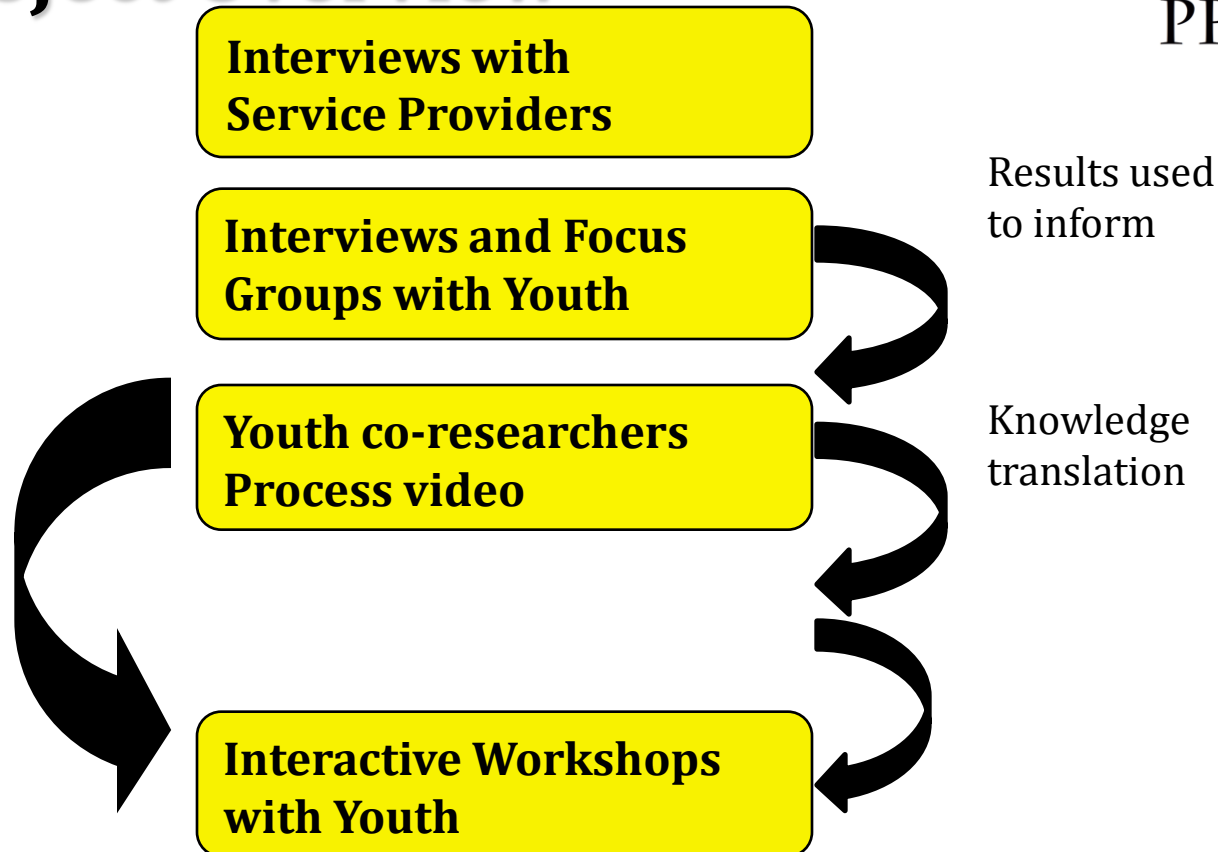 Interviews with
Service Providers
Results used
to inform
Interviews and Focus
Groups with Youth
Youth co-researchers
Process video
Knowledge
translation
Interactive Workshops
with Youth